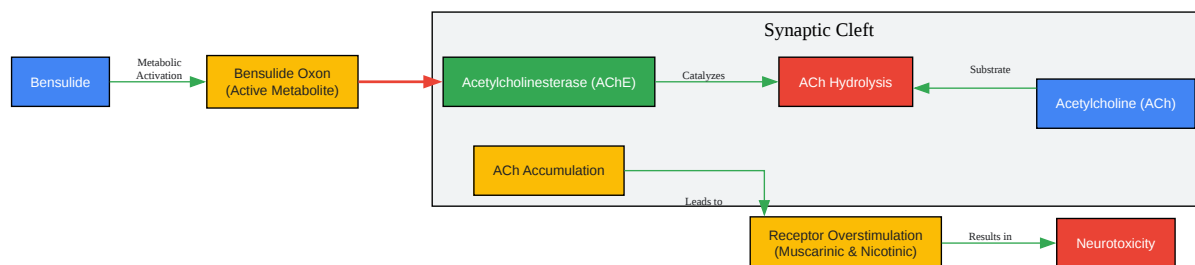 Synaptic Cleft
Metabolic
Activation
Bensulide
Bensulide Oxon
(Active Metabolite)
Acetylcholinesterase (AChE)
Catalyzes
ACh Hydrolysis
Substrate
Acetylcholine (ACh)
ACh Accumulation
Leads to
Receptor Overstimulation
(Muscarinic & Nicotinic)
Results in
Neurotoxicity